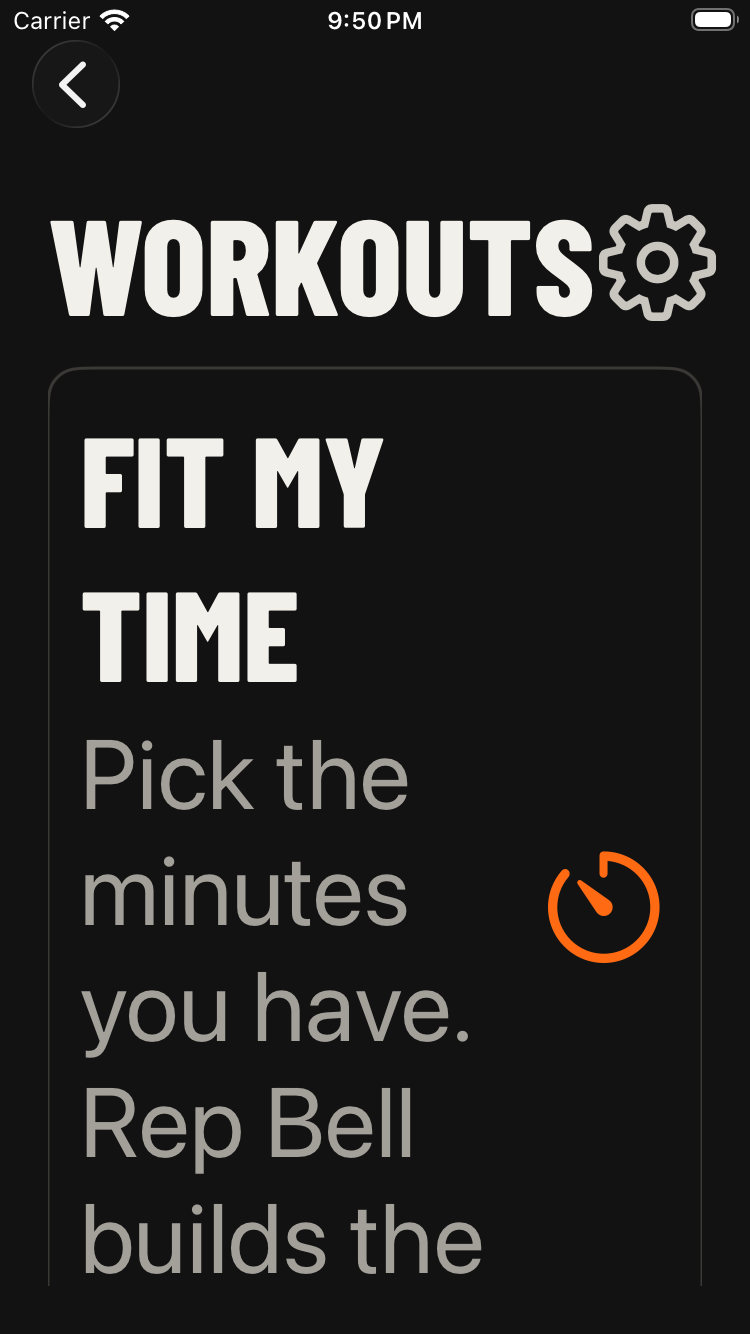 Carrier 9:50 PM
WORKOUTS
FIT MY
TIME
Pick the
minutes
you have.
Rep Bell
builds the